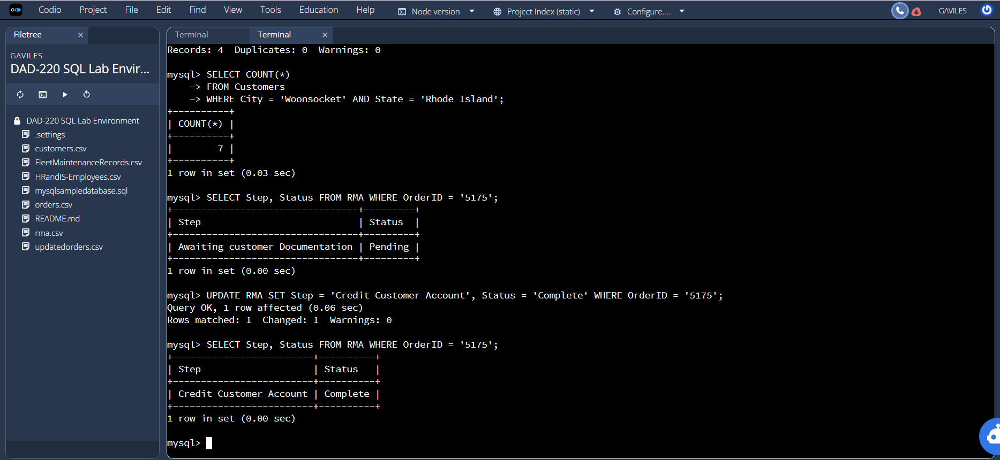 Codio Project File Edit Find View Tools Education Help Node version Project Index (static) Configure.... GAVILES
Filetree
GAVILES
DAD-220 SQL Lab Envir...
DAD-220 SQL Lab Environment
.settings
customers.csv
FleetMaintenanceRecords.csv
HRandIS-Employees.csv
mysqlsampledatabase.sql
orders.csv
README.md
rma.csv
updatedorders.csv
Terminal Terminal
Records: 4  Duplicates: 0  Warnings: 0
mysql> SELECT COUNT(*)
    -> FROM Customers
    -> WHERE City = 'Woonsocket' AND State = 'Rhode Island';
+----------+
| COUNT(*) |
+----------+
|        7 |
+----------+
1 row in set (0.03 sec)
mysql> SELECT Step, Status FROM RMA WHERE OrderID = '5175';
+---------------------------------+---------+
| Step                            | Status  |
+---------------------------------+---------+
| Awaiting customer Documentation | Pending |
+---------------------------------+---------+
1 row in set (0.00 sec)
mysql> UPDATE RMA SET Step = 'Credit Customer Account', Status = 'Complete' WHERE OrderID = '5175';
Query OK, 1 row affected (0.06 sec)
Rows matched: 1  Changed: 1  Warnings: 0
mysql> SELECT Step, Status FROM RMA WHERE OrderID = '5175';
+-------------------------+----------+
| Step                    | Status   |
+-------------------------+----------+
| Credit Customer Account | Complete |
+-------------------------+----------+
1 row in set (0.00 sec)
mysql>